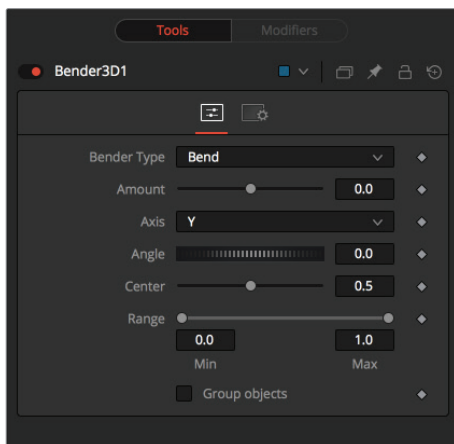 Tools Modifiers
Bender3D1
Bender Type Bend
Amount 0.0
Axis Y
Angle 0.0
Center 0.5
Range
0.0 1.0
Min Max
Group objects